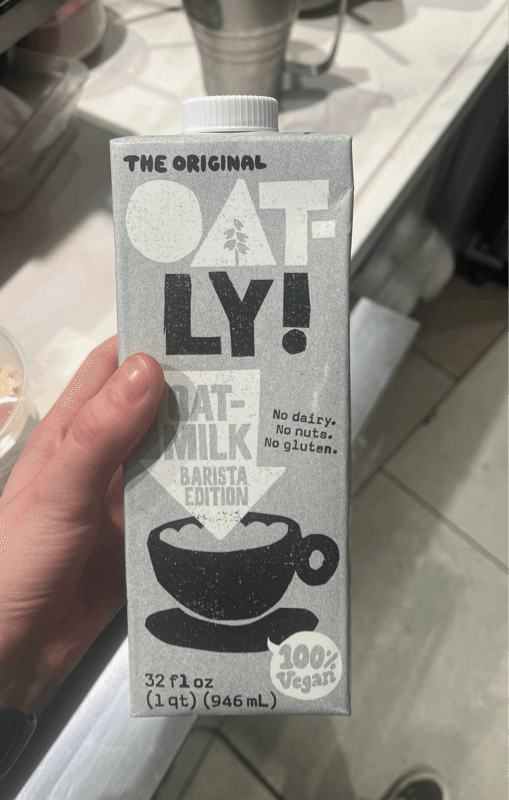 THE ORIGINAL
OAT-
LY!
OAT-
MILK
BARISTA
EDITION
No dairy.
No nuts.
No gluten.
100%
Vegan
32 fl oz
(1 qt) (946 mL)